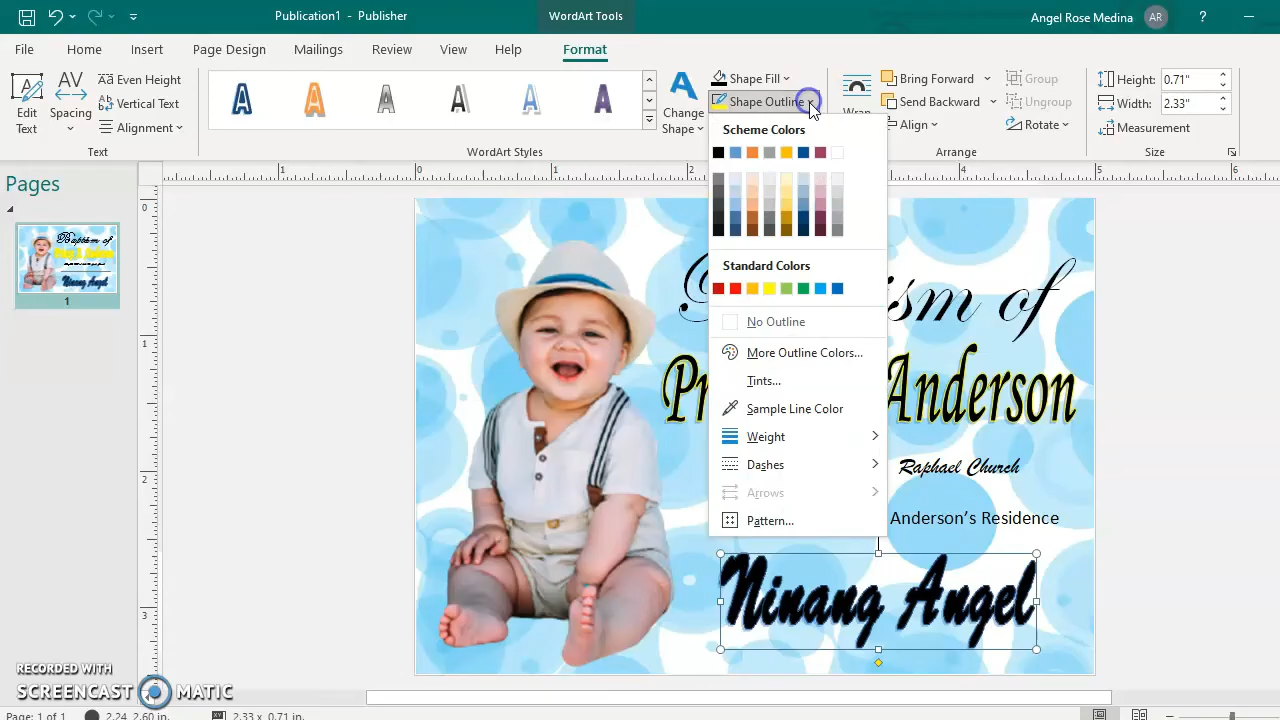 Publication1 - Publisher
WordArt Tools
Angel Rose Medina
AR
?
File
Home
Insert
Page Design
Mailings
Review
View
Help
Format
Edit
Text
Spacing
Even Height
Vertical Text
Alignment
Text
WordArt Styles
Change
Shape
Shape Fill
Shape Outline
Wrap
Bring Forward
Send Backward
Align
Group
Ungroup
Rotate
Arrange
Height: 0.71"
Width: 2.33"
Measurement
Size
Pages
1
Scheme Colors
Standard Colors
No Outline
More Outline Colors...
Tints...
Sample Line Color
Weight
Dashes
Arrows
Pattern...
Anderson
Raphael Church
Anderson's Residence
Ninang Angel
RECORDED WITH
SCREENCAST MATIC
Page: 1 of 1
2.24, 2.60 in.
2.33 x 0.71 in.